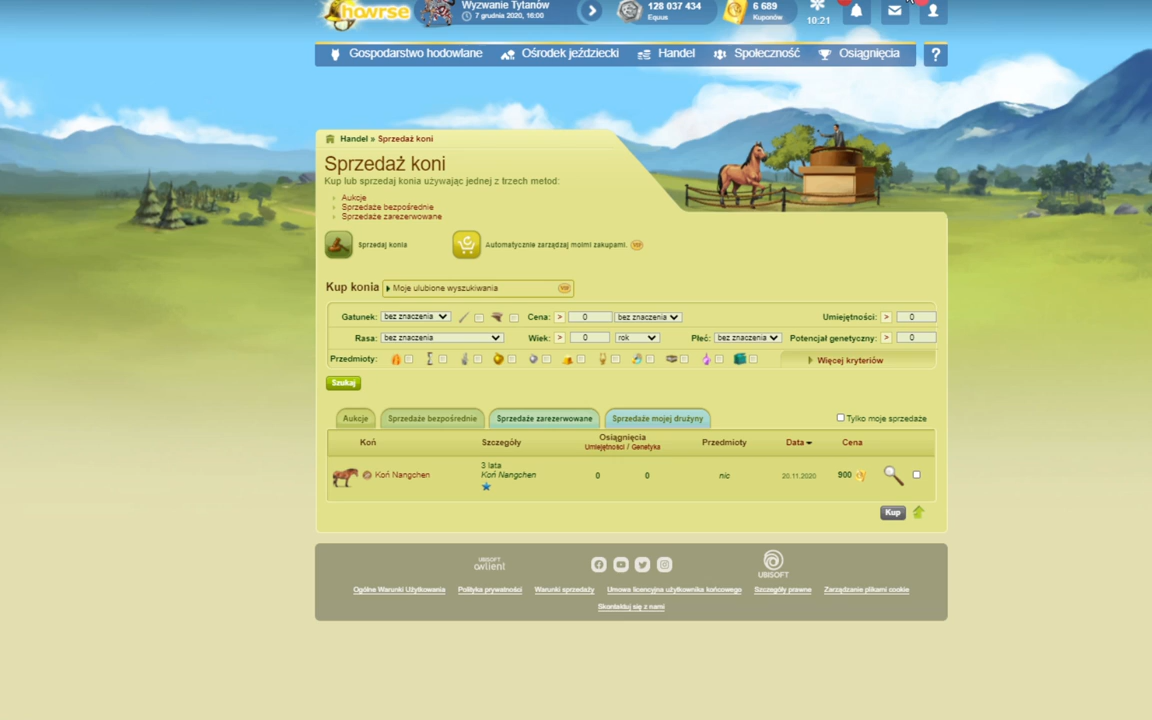 howrse
Wyzwanie Tytanów
7 grudnia 2020, 16:00
128 037 434
Equus
6 689
Kuponów
10:21
Gospodarstwo hodowlane
Ośrodek jeździecki
Handel
Społeczność
Osiągnięcia
?
Handel » Sprzedaż koni
Sprzedaż koni
Kup lub sprzedaj konia używając jednej z trzech metod:
Aukcje
Sprzedaże bezpośrednie
Sprzedaże zarezerwowane
Sprzedaj konia
Automatycznie zarządzaj moimi zakupami. VIP
Kup konia
Moje ulubione wyszukiwania VIP
Gatunek: bez znaczenia Cena: > 0 bez znaczenia Umiejętności: > 0
Rasa: bez znaczenia Wiek: > 0 rok Płeć: bez znaczenia Potencjał genetyczny: > 0
Przedmioty: Więcej kryteriów
Szukaj
Aukcje Sprzedaże bezpośrednie Sprzedaże zarezerwowane Sprzedaże mojej drużyny Tylko moje sprzedaże
Koń Szczegóły Osiągnięcia Przedmioty Data Cena
Umiejętności / Genetyka
3 lata
Koń Nangchen Koń Nangchen 0 0 nic 20.11.2020 900
Kup
UBISOFT
owlient
UBISOFT
Ogólne Warunki Użytkowania Polityka prywatności Warunki sprzedaży Umowa licencyjna użytkownika końcowego Szczegóły prawne Zarządzanie plikami cookie
Skontaktuj się z nami